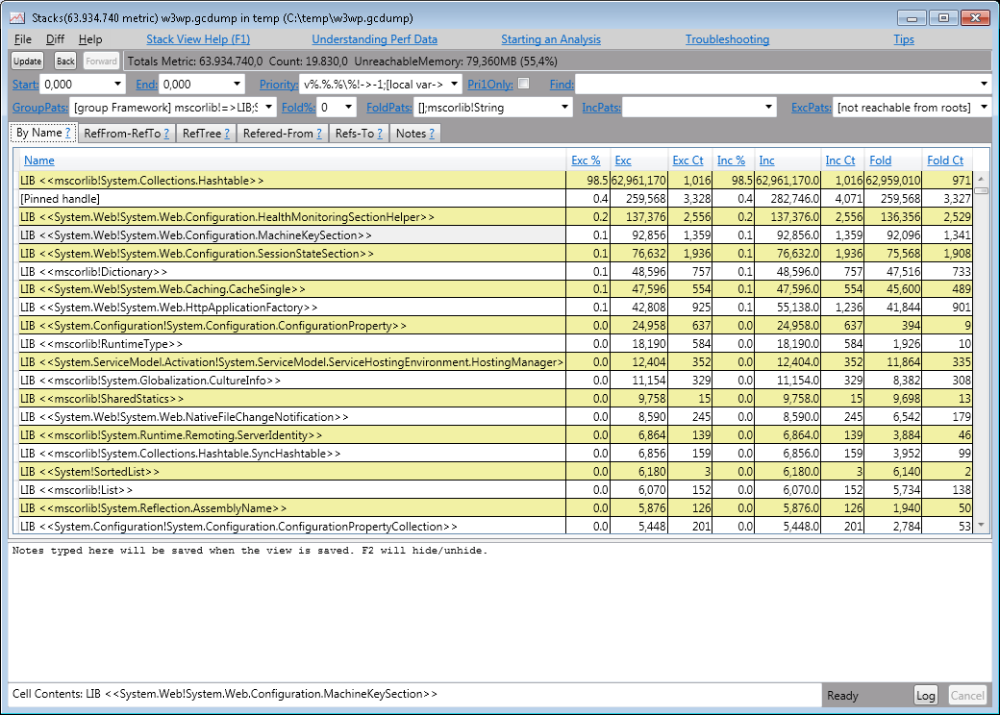 Stacks(63.934.740 metric) w3wp.gcdump in temp (C:\temp\w3wp.gcdump)
File Diff Help Stack View Help (F1) Understanding Perf Data Starting an Analysis Troubleshooting Tips
Update Back Forward Totals Metric: 63.934.740,0 Count: 19.830,0 UnreachableMemory: 79,360MB (55,4%)
Start: 0,000 End: 0,000 Priority: v%.%.%\%!->-1;[local var-> Pri1Only: Find:
GroupPats: [group Framework] mscorlib!=>LIB;S Fold%: 0 FoldPats: [];mscorlib!String IncPats: ExcPats: [not reachable from roots]
By Name ? RefFrom-RefTo ? RefTree ? Refered-From ? Refs-To ? Notes ?
Name Exc % Exc Exc Ct Inc % Inc Inc Ct Fold Fold Ct
LIB <<mscorlib!System.Collections.Hashtable>> 98.5 62,961,170 1,016 98.5 62,961,170.0 1,016 62,959,010 971
[Pinned handle] 0.4 259,568 3,328 0.4 282,746.0 4,071 259,568 3,327
LIB <<System.Web!System.Web.Configuration.HealthMonitoringSectionHelper>> 0.2 137,376 2,556 0.2 137,376.0 2,556 136,356 2,529
LIB <<System.Web!System.Web.Configuration.MachineKeySection>> 0.1 92,856 1,359 0.1 92,856.0 1,359 92,096 1,341
LIB <<System.Web!System.Web.Configuration.SessionStateSection>> 0.1 76,632 1,936 0.1 76,632.0 1,936 75,568 1,908
LIB <<mscorlib!Dictionary>> 0.1 48,596 757 0.1 48,596.0 757 47,516 733
LIB <<System.Web!System.Web.Caching.CacheSingle>> 0.1 47,596 554 0.1 47,596.0 554 45,600 489
LIB <<System.Web!System.Web.HttpApplicationFactory>> 0.1 42,808 925 0.1 55,138.0 1,236 41,844 901
LIB <<System.Configuration!System.Configuration.ConfigurationProperty>> 0.0 24,958 637 0.0 24,958.0 637 394 9
LIB <<mscorlib!RuntimeType>> 0.0 18,190 584 0.0 18,190.0 584 1,926 10
LIB <<System.ServiceModel.Activation!System.ServiceModel.ServiceHostingEnvironment.HostingManager> 0.0 12,404 352 0.0 12,404.0 352 11,864 335
LIB <<mscorlib!System.Globalization.CultureInfo>> 0.0 11,154 329 0.0 11,154.0 329 8,382 308
LIB <<mscorlib!SharedStatics>> 0.0 9,758 15 0.0 9,758.0 15 9,698 13
LIB <<System.Web!System.Web.NativeFileChangeNotification>> 0.0 8,590 245 0.0 8,590.0 245 6,542 179
LIB <<mscorlib!System.Runtime.Remoting.ServerIdentity>> 0.0 6,864 139 0.0 6,864.0 139 3,884 46
LIB <<mscorlib!System.Collections.Hashtable.SyncHashtable>> 0.0 6,856 159 0.0 6,856.0 159 3,952 99
LIB <<System!SortedList>> 0.0 6,180 3 0.0 6,180.0 3 6,140 2
LIB <<mscorlib!List>> 0.0 6,070 152 0.0 6,070.0 152 5,734 138
LIB <<mscorlib!System.Reflection.AssemblyName>> 0.0 5,876 126 0.0 5,876.0 126 1,940 50
LIB <<System.Configuration!System.Configuration.ConfigurationPropertyCollection>> 0.0 5,448 201 0.0 5,448.0 201 2,784 53
Notes typed here will be saved when the view is saved. F2 will hide/unhide.
Cell Contents: LIB <<System.Web!System.Web.Configuration.MachineKeySection>> Ready Log Cancel